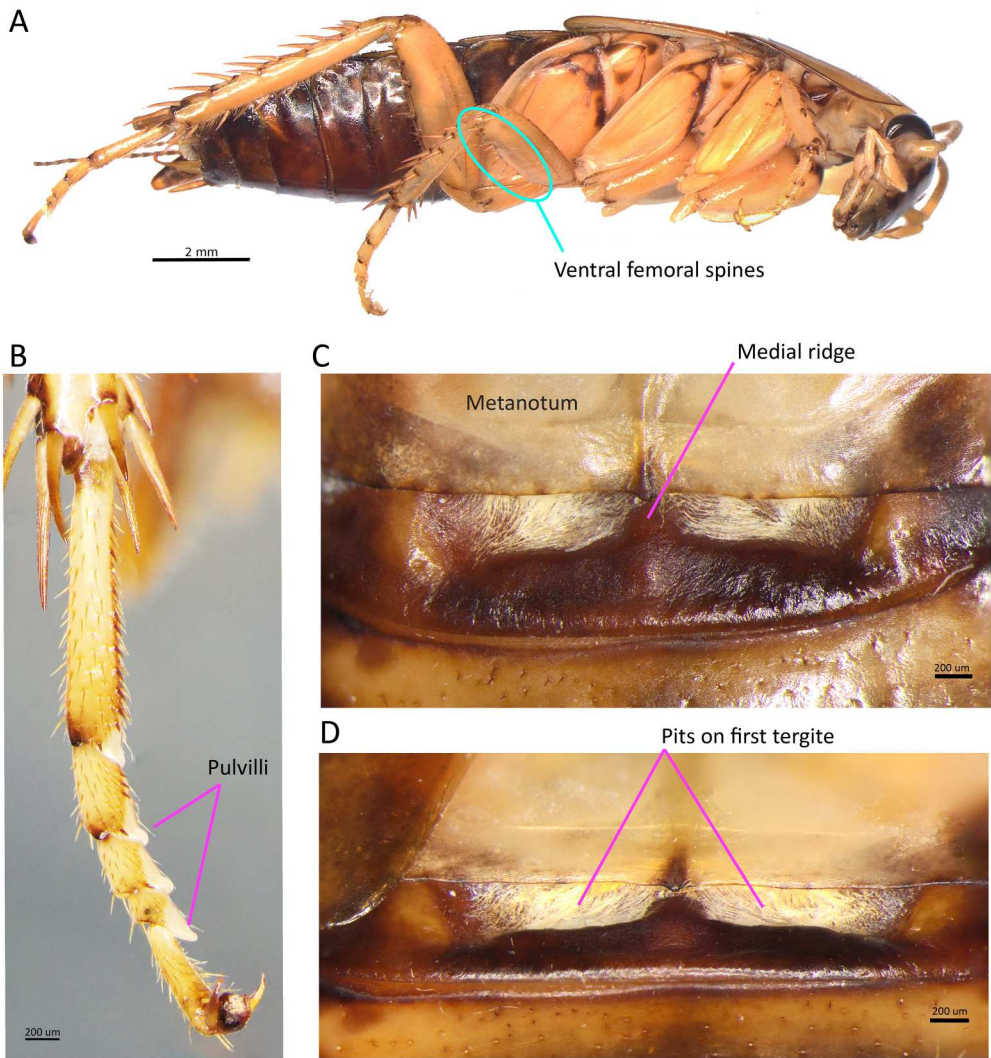 A
2 mm
Ventral femoral spines
B
Pulvilli
200 um
C
Medial ridge
Metanotum
200 um
D
Pits on first tergite
200 um